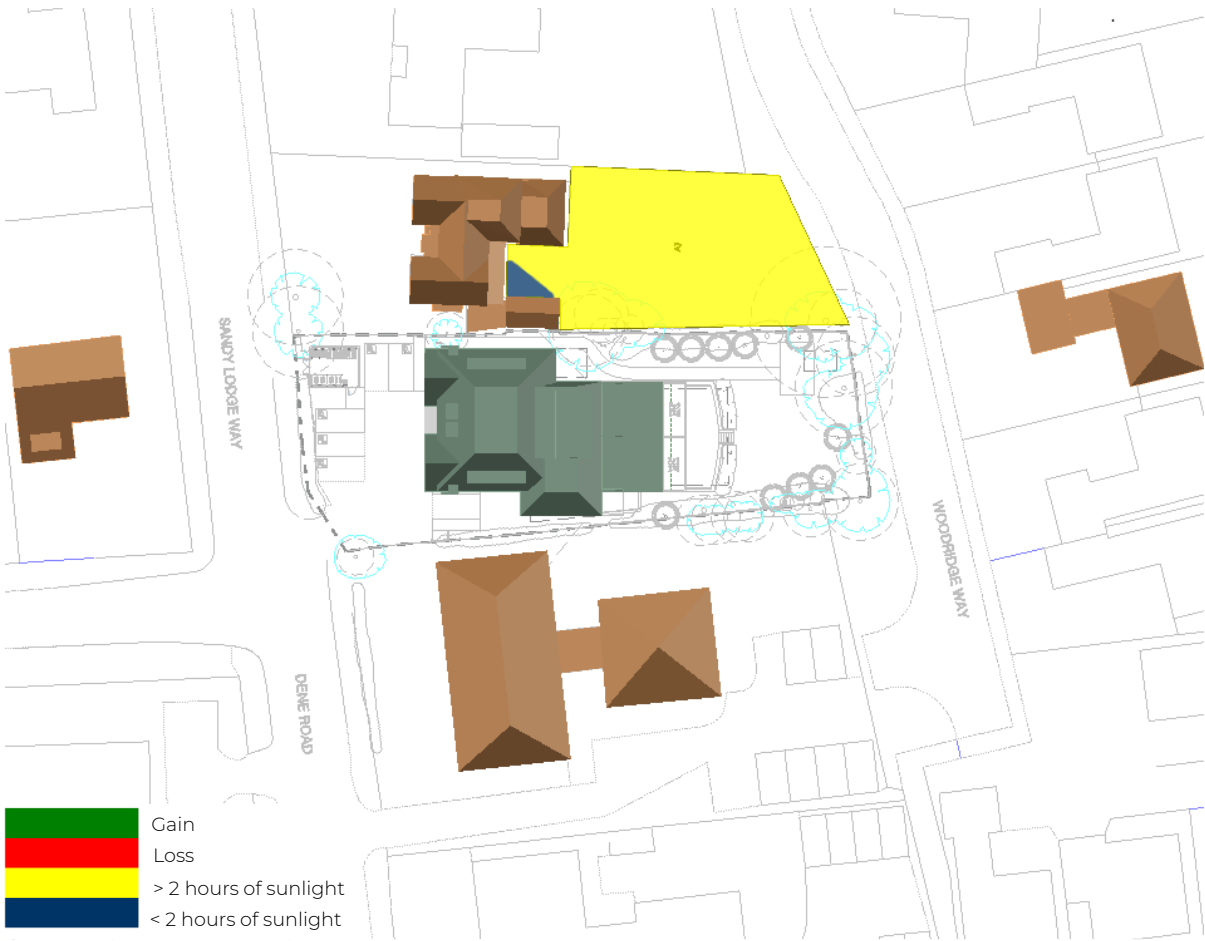 SANDY LODGE WAY
WOODRIDGE WAY
DENE ROAD
Gain
Loss
> 2 hours of sunlight
< 2 hours of sunlight